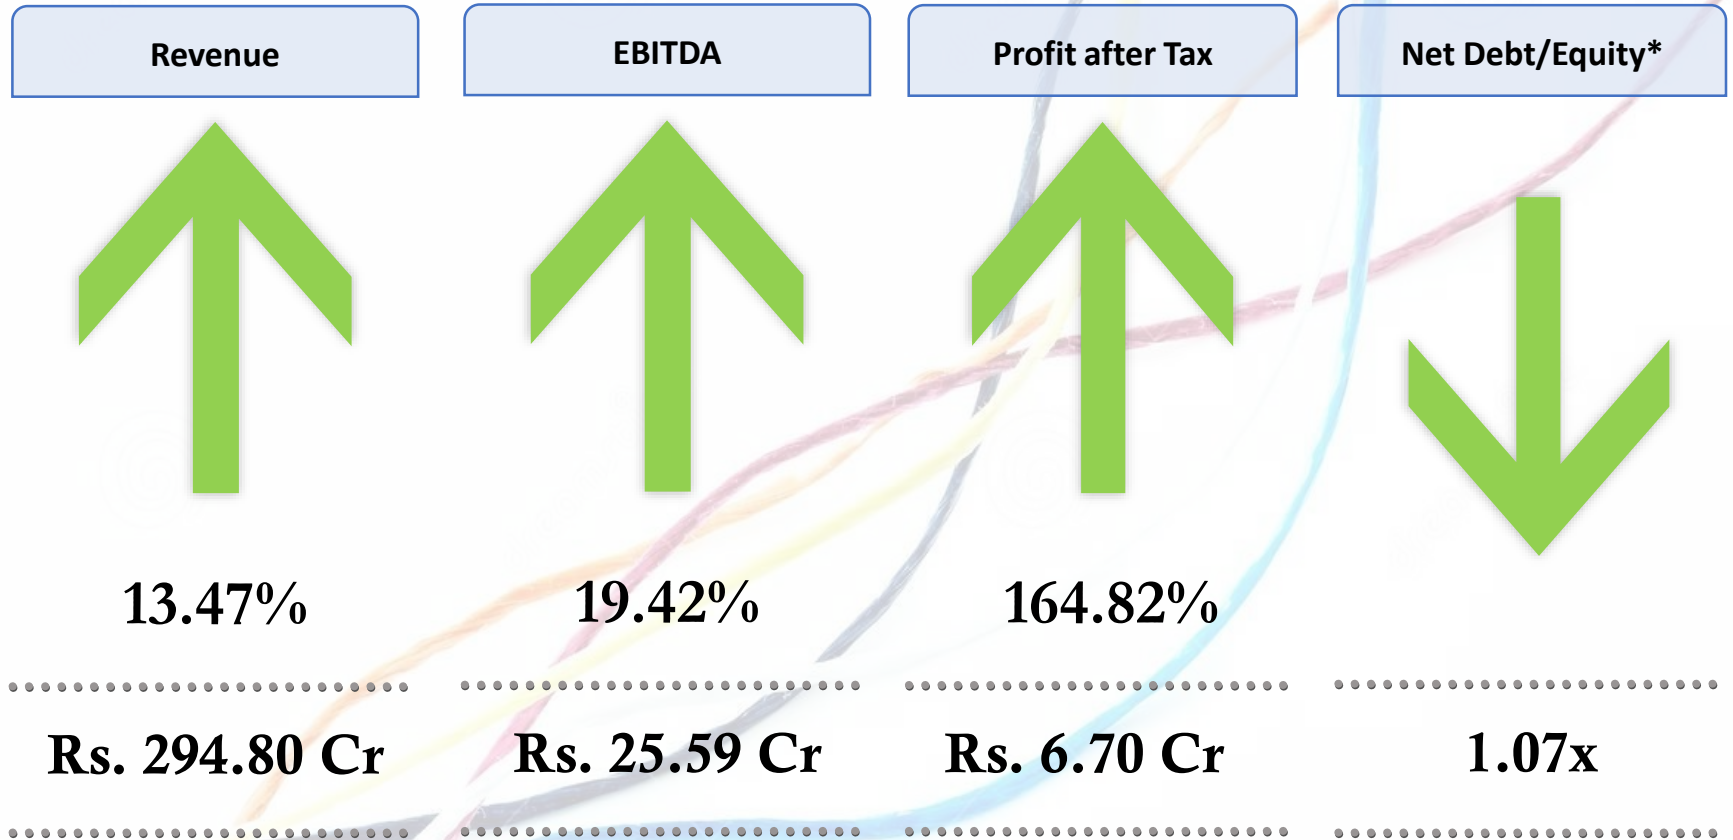 Revenue
EBITDA
Profit after Tax
Net Debt/Equity*
13.47%
19.42%
164.82%
Rs. 294.80 Cr
Rs. 25.59 Cr
Rs. 6.70 Cr
1.07x